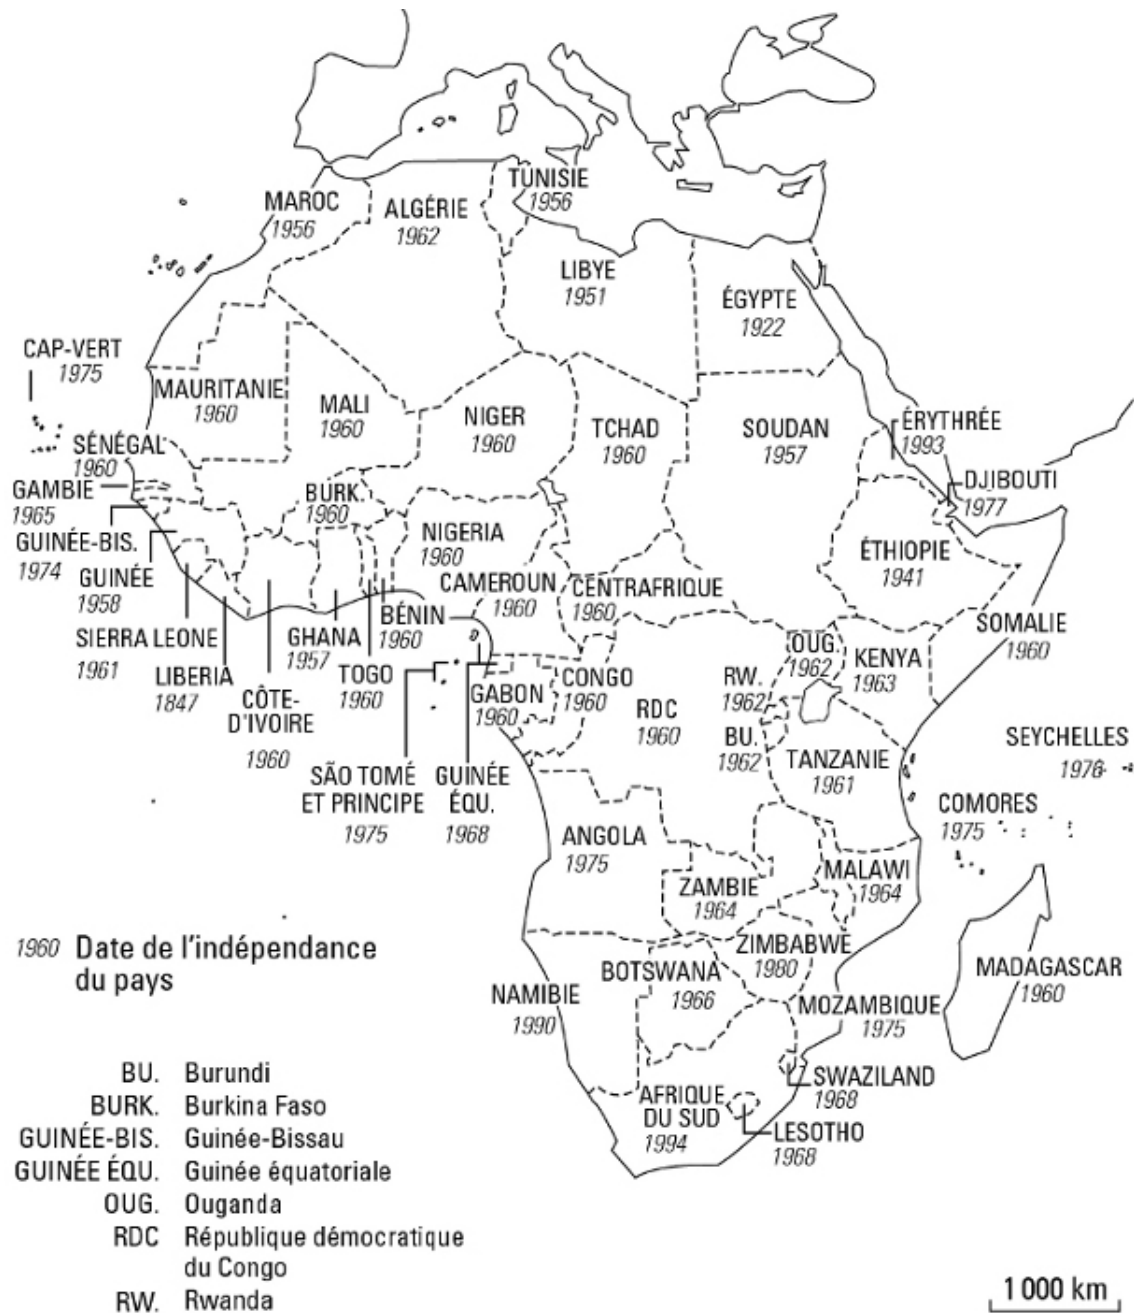 TUNISIE
1956
MAROC
1956
ALGÉRIE
1962
LIBYE
1951
ÉGYPTE
1922
CAP-VERT
1975
MAURITANIE
1960
MALI
1960
NIGER
1960
TCHAD
1960
SOUDAN
1957
ÉRYTHRÉE
1993
SÉNÉGAL
1960
GAMBIE
1965
DJIBOUTI
1977
BURK.
1960
NIGERIA
1960
GUINÉE-BIS.
1974
ÉTHIOPIE
1941
GUINÉE
1958
CAMEROUN
1960
CENTRAFRIQUE
1960
SIERRA LEONE
1961
GHANA
1957
BÉNIN
1960
SOMALIE
1960
OUG.
1962
KENYA
1963
LIBERIA
1847
TOGO
1960
CÔTE-
D'IVOIRE
1960
GABON
1960
CONGO
1960
RW.
1962
RDC
1960
BU.
1962
TANZANIE
1961
SEYCHELLES
1976
SÃO TOMÉ
ET PRINCIPE
1975
GUINÉE
ÉQU.
1968
COMORES
1975
ANGOLA
1975
MALAWI
1964
ZAMBIE
1964
ZIMBABWE
1980
BOTSWANA
1966
MADAGASCAR
1960
NAMIBIE
1990
MOZAMBIQUE
1975
SWAZILAND
1968
AFRIQUE
DU SUD
1994
LESOTHO
1968
1960 Date de l'indépendance
du pays
BU. Burundi
BURK. Burkina Faso
GUINÉE-BIS. Guinée-Bissau
GUINÉE ÉQU. Guinée équatoriale
OUG. Ouganda
RDC République démocratique
du Congo
RW. Rwanda
1 000 km